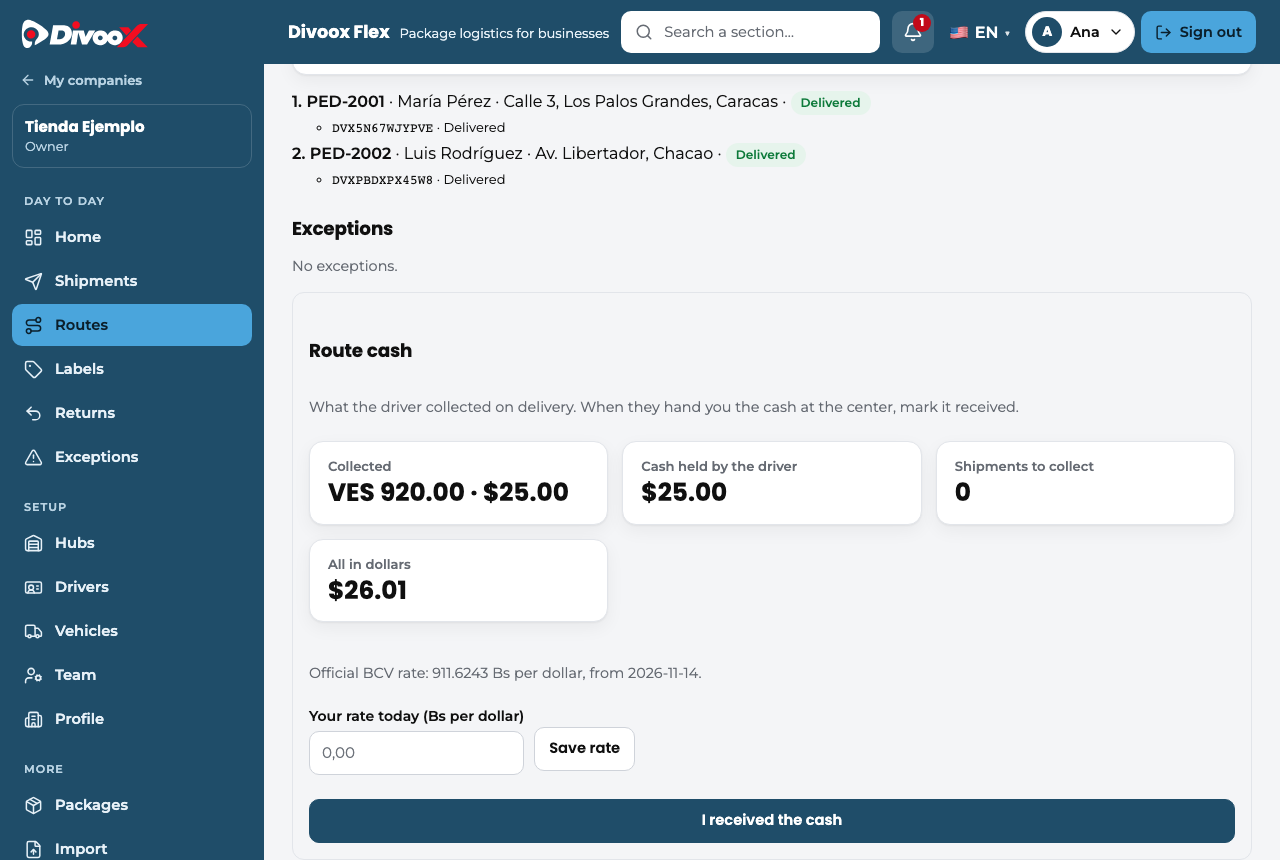 DivooX
Divoox Flex Package logistics for businesses
Search a section...
1
🇺🇸 EN ▾
A Ana
Sign out
My companies
Tienda Ejemplo
Owner
DAY TO DAY
Home
Shipments
Routes
Labels
Returns
Exceptions
SETUP
Hubs
Drivers
Vehicles
Team
Profile
MORE
Packages
Import
1. PED-2001 · María Pérez · Calle 3, Los Palos Grandes, Caracas · Delivered
DVX5N67WJYPVE · Delivered
2. PED-2002 · Luis Rodríguez · Av. Libertador, Chacao · Delivered
DVXPBDXPX45W8 · Delivered
Exceptions
No exceptions.
Route cash
What the driver collected on delivery. When they hand you the cash at the center, mark it received.
Collected
VES 920.00 · $25.00
Cash held by the driver
$25.00
Shipments to collect
0
All in dollars
$26.01
Official BCV rate: 911.6243 Bs per dollar, from 2026-11-14.
Your rate today (Bs per dollar)
0,00
Save rate
I received the cash